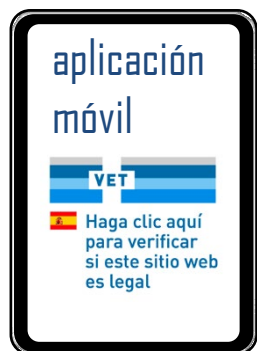 aplicación
móvil
VET
Haga clic aquí
para verificar
si este sitio web
es legal